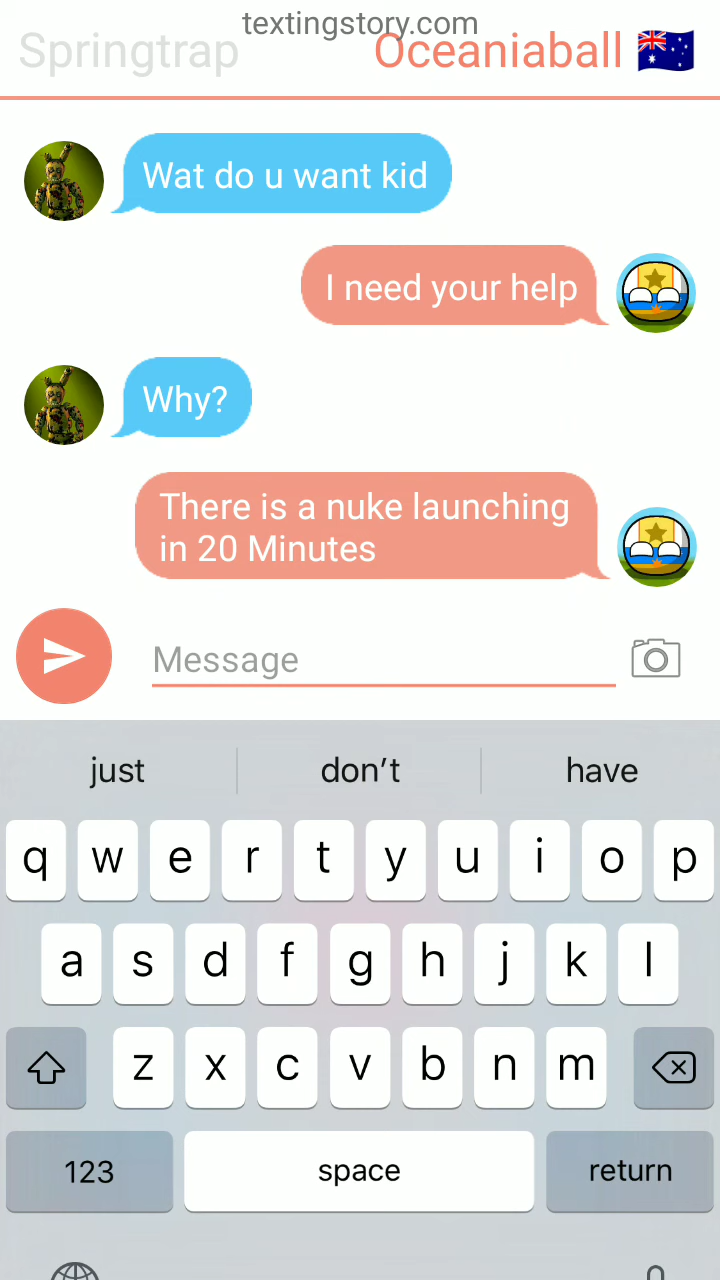 textingstory.com
Springtrap
Oceaniaball 🇦🇺
Wat do u want kid
I need your help
Why?
There is a nuke launching
in 20 Minutes
Message
just don't have
q w e r t y u i o p
a s d f g h j k l
z x c v b n m
123 space return